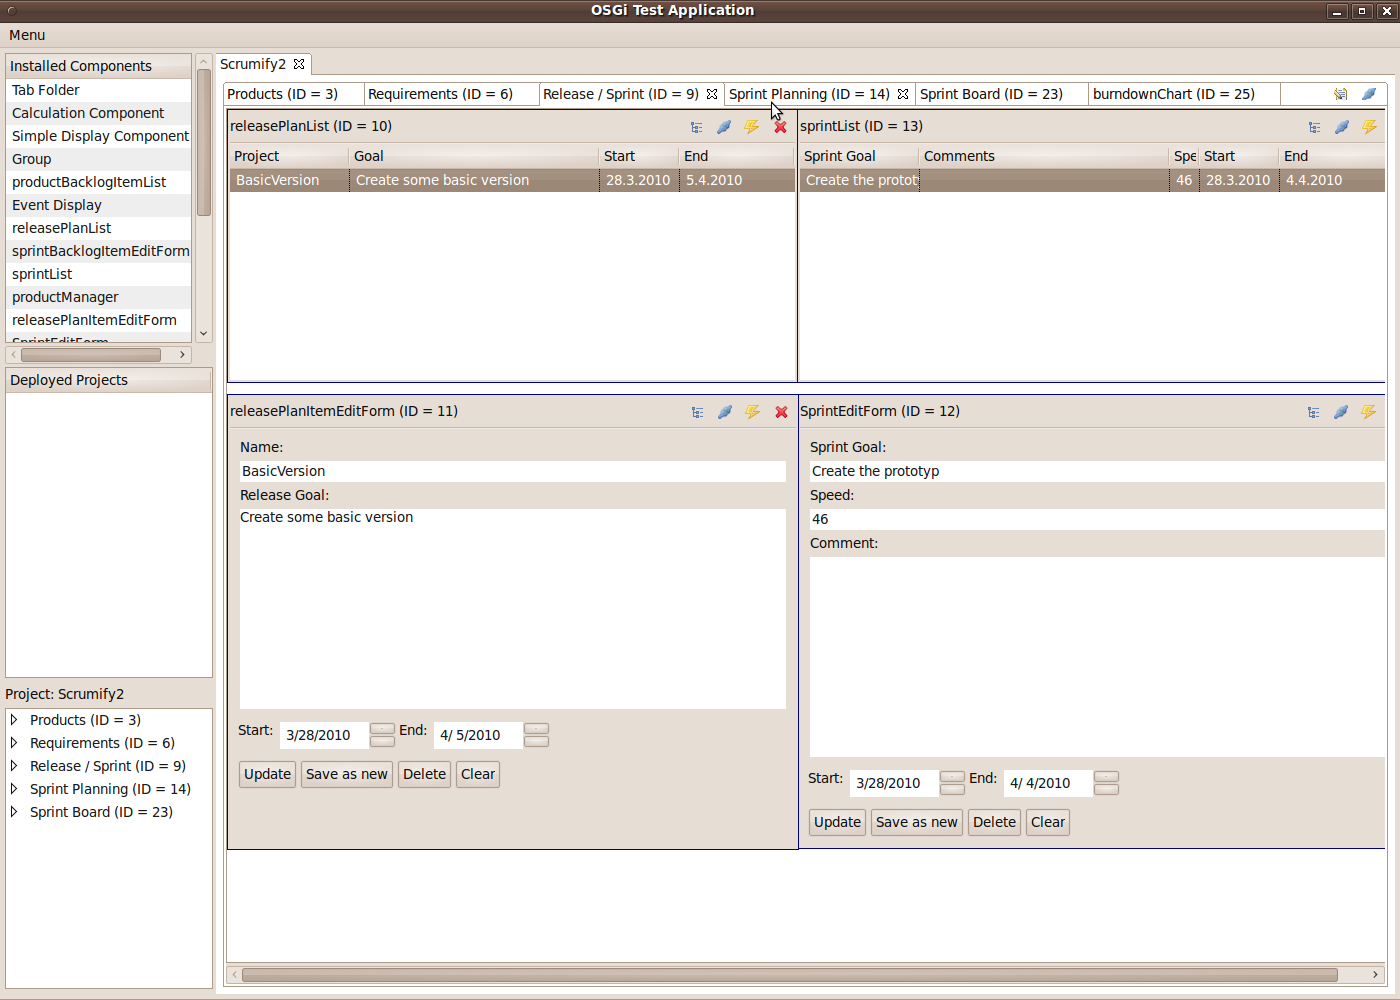 OSGi Test Application
Menu
Installed Components
Tab Folder
Calculation Component
Simple Display Component
Group
productBacklogItemList
Event Display
releasePlanList
sprintBacklogItemEditForm
sprintList
productManager
releasePlanItemEditForm
SprintEditForm
Deployed Projects
Project: Scrumify2
Products (ID = 3)
Requirements (ID = 6)
Release / Sprint (ID = 9)
Sprint Planning (ID = 14)
Sprint Board (ID = 23)
Scrumify2
Products (ID = 3) Requirements (ID = 6) Release / Sprint (ID = 9) Sprint Planning (ID = 14) Sprint Board (ID = 23) burndownChart (ID = 25)
releasePlanList (ID = 10)
Project Goal Start End
BasicVersion Create some basic version 28.3.2010 5.4.2010
sprintList (ID = 13)
Sprint Goal Comments Spe Start End
Create the protot 46 28.3.2010 4.4.2010
releasePlanItemEditForm (ID = 11)
Name:
BasicVersion
Release Goal:
Create some basic version
Start: 3/28/2010 End: 4/ 5/2010
Update Save as new Delete Clear
SprintEditForm (ID = 12)
Sprint Goal:
Create the prototyp
Speed:
46
Comment:
Start: 3/28/2010 End: 4/ 4/2010
Update Save as new Delete Clear